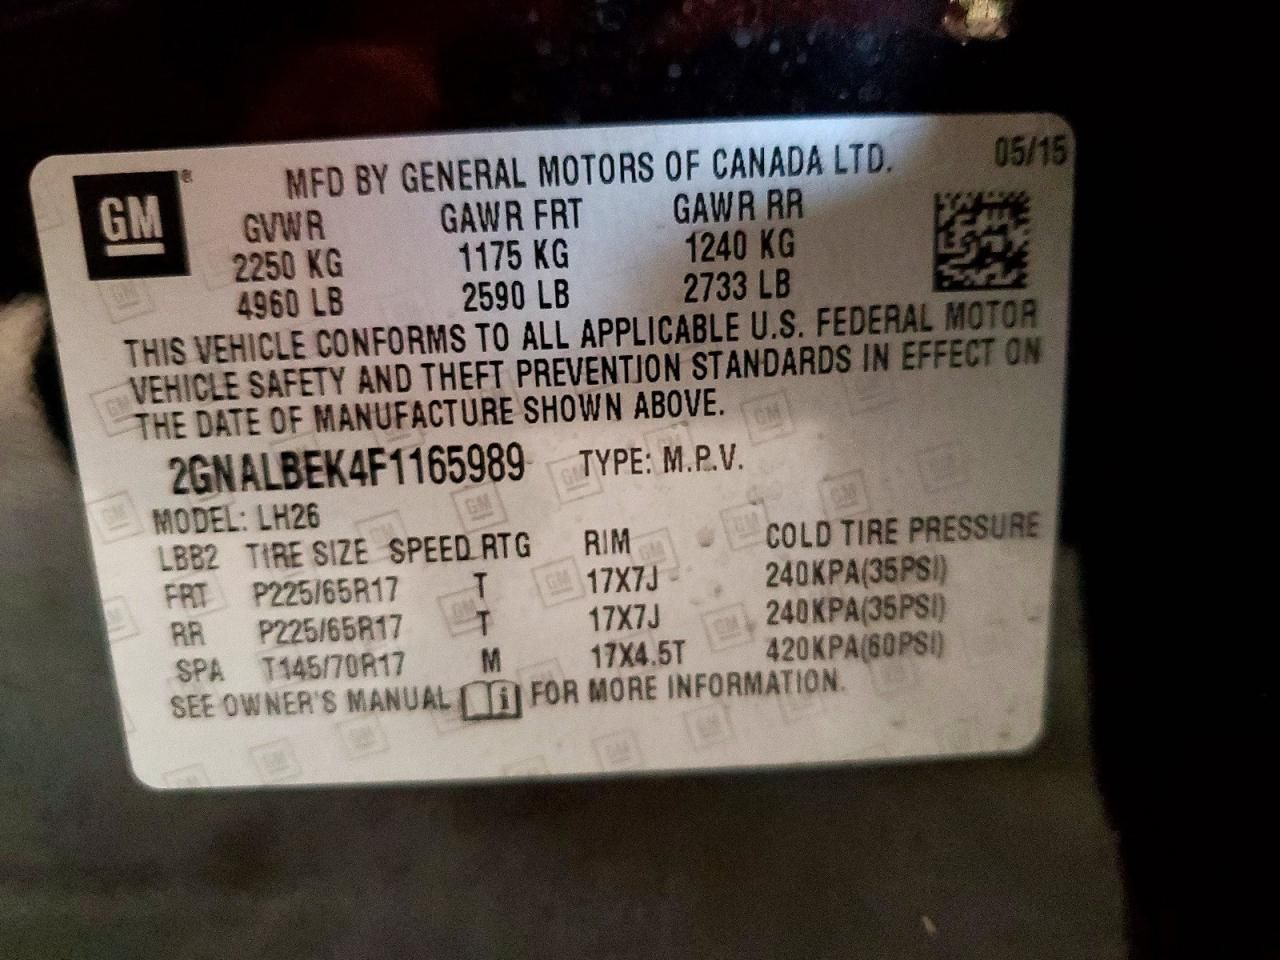 GM ®
MFD BY GENERAL MOTORS OF CANADA LTD. 05/15
GVWR GAWR FRT GAWR RR
2250 KG 1175 KG 1240 KG
4960 LB 2590 LB 2733 LB
THIS VEHICLE CONFORMS TO ALL APPLICABLE U.S. FEDERAL MOTOR
VEHICLE SAFETY AND THEFT PREVENTION STANDARDS IN EFFECT ON
THE DATE OF MANUFACTURE SHOWN ABOVE.
2GNALBEK4F1165989 TYPE: M.P.V.
MODEL: LH26
LBB2 TIRE SIZE SPEED RTG RIM COLD TIRE PRESSURE
FRT P225/65R17 T 17X7J 240KPA(35PSI)
RR P225/65R17 T 17X7J 240KPA(35PSI)
SPA T145/70R17 M 17X4.5T 420KPA(60PSI)
SEE OWNER'S MANUAL FOR MORE INFORMATION.